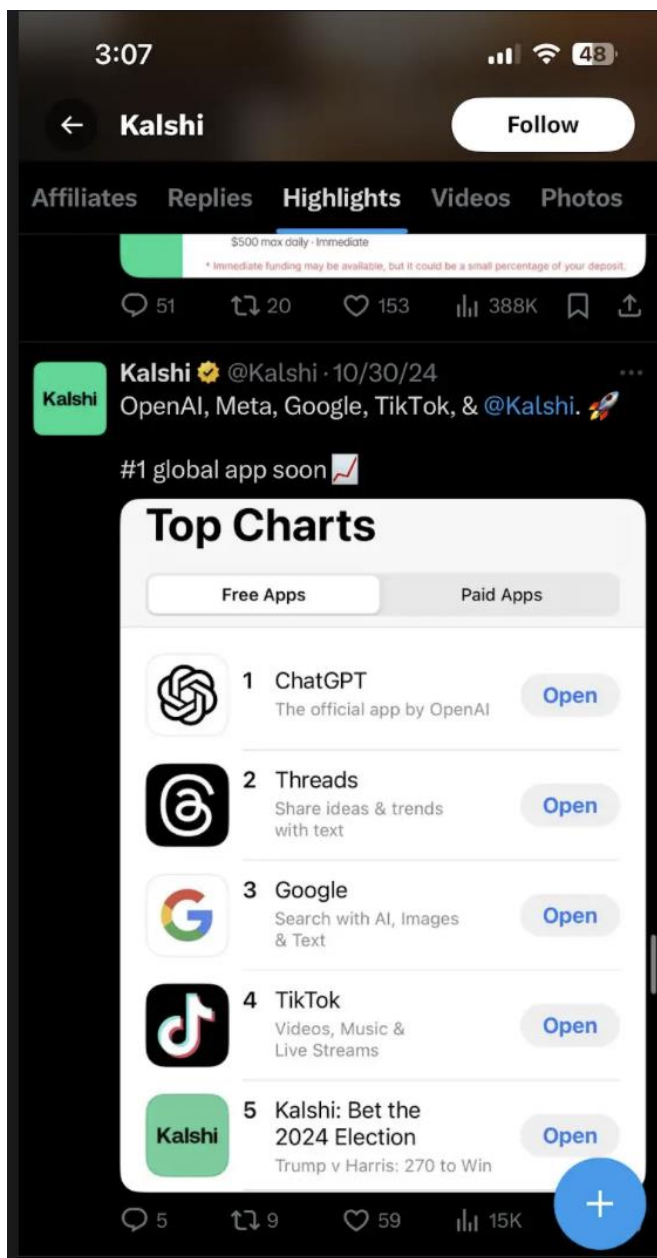 3:07
48
Kalshi
Follow
Affiliates Replies Highlights Videos Photos
$500 max daily · Immediate
* Immediate funding may be available, but it could be a small percentage of your deposit.
51 20 153 388K
Kalshi @Kalshi · 10/30/24
Kalshi
OpenAI, Meta, Google, TikTok, & @Kalshi. 🚀
#1 global app soon 📈
Top Charts
Free Apps Paid Apps
1 ChatGPT
The official app by OpenAI
Open
2 Threads
Share ideas & trends
with text
Open
3 Google
Search with AI, Images
& Text
Open
4 TikTok
Videos, Music &
Live Streams
Open
Kalshi
5 Kalshi: Bet the
2024 Election
Trump v Harris: 270 to Win
Open
5 9 59 15K